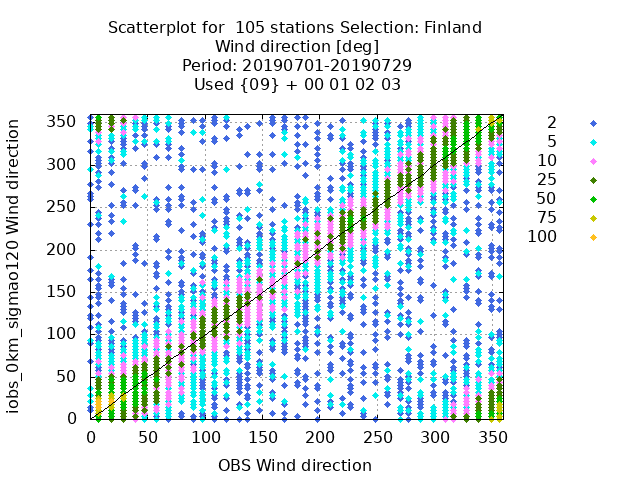 Scatterplot for  105 stations Selection: Finland
Wind direction [deg]
Period: 20190701-20190729
Used {09} + 00 01 02 03
iobs_0km_sigmao120 Wind direction
350
300
250
200
150
100
50
0
0 50 100 150 200 250 300 350
OBS Wind direction
2
5
10
25
50
75
100